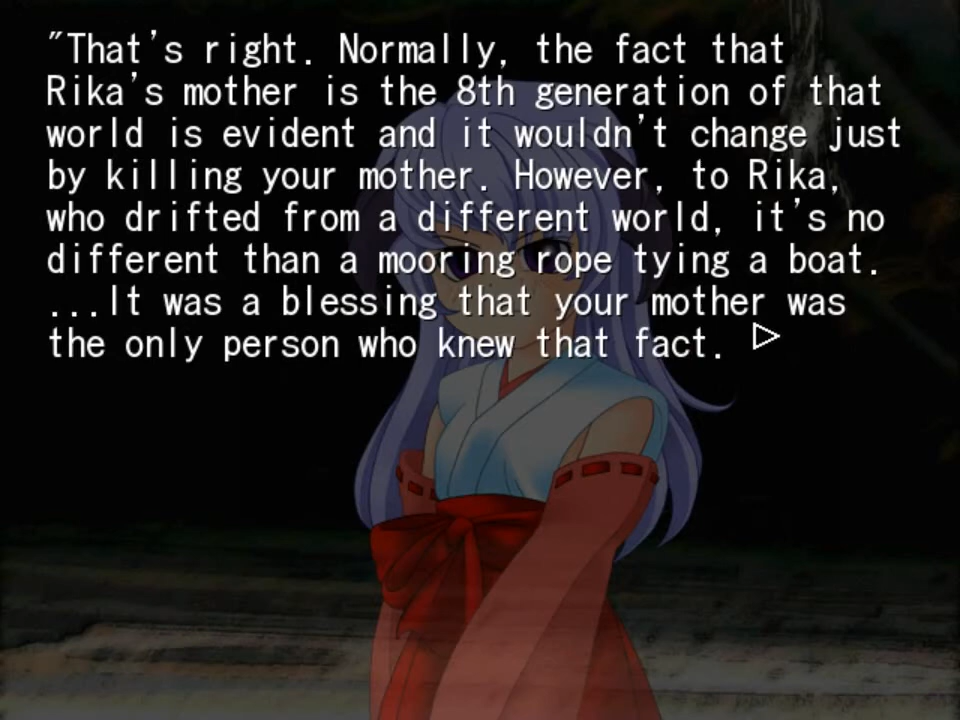 "That's right. Normally, the fact that
Rika's mother is the 8th generation of that
world is evident and it wouldn't change just
by killing your mother. However, to Rika,
who drifted from a different world, it's no
different than a mooring rope tying a boat.
...It was a blessing that your mother was
the only person who knew that fact.